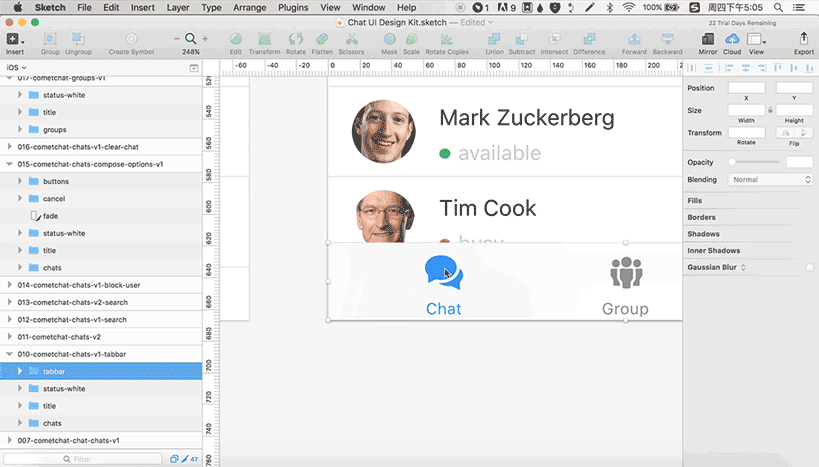 Sketch File Edit Insert Layer Type Arrange Plugins View Window Help 1 9 100% 周四下午5:05
Chat UI Design Kit.sketch — Edited
22 Trial Days Remaining
Insert Group Ungroup Create Symbol 248% Edit Transform Rotate Flatten Scissors Mask Scale Rotate Copies Union Subtract Intersect Difference Forward Backward Mirror Cloud View Export
iOS
-60 -40 -20 0 20 40 60 80 100 120 140 160 180 200
520
540
560
580
600
620
640
660
680
700
720
740
760
017-cometchat-groups-v1
status-white
title
groups
016-cometchat-chats-v1-clear-chat
015-cometchat-chats-compose-options-v1
buttons
cancel
fade
status-white
title
chats
014-cometchat-chats-v1-block-user
013-cometchat-chats-v2-search
012-cometchat-chats-v1-search
011-cometchat-chats-v2
010-cometchat-chats-v1-tabbar
tabbar
status-white
title
chats
007-cometchat-chat-chats-v1
Filter
47
Mark Zuckerberg
available
Tim Cook
busy
Chat
Group
Position
X Y
Size
Width Height
Transform
Rotate Flip
Opacity
Blending Normal
Fills
Borders
Shadows
Inner Shadows
Gaussian Blur